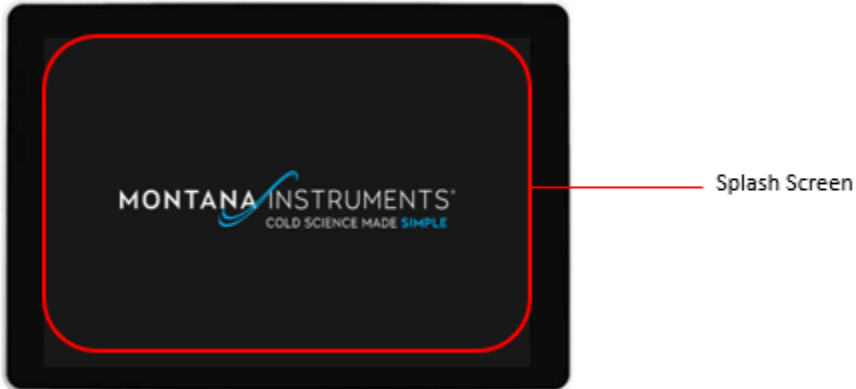 MONTANA INSTRUMENTS®
COLD SCIENCE MADE SIMPLE
Splash Screen